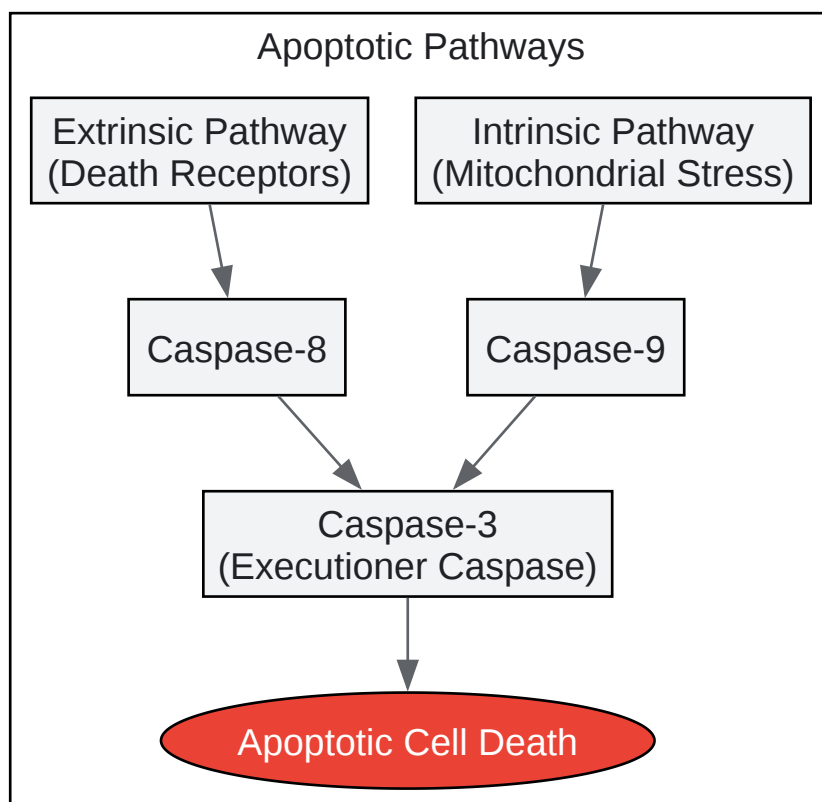 Apoptotic Pathways
Extrinsic Pathway
(Death Receptors)
Intrinsic Pathway
(Mitochondrial Stress)
Caspase-8
Caspase-9
Caspase-3
(Executioner Caspase)
Apoptotic Cell Death